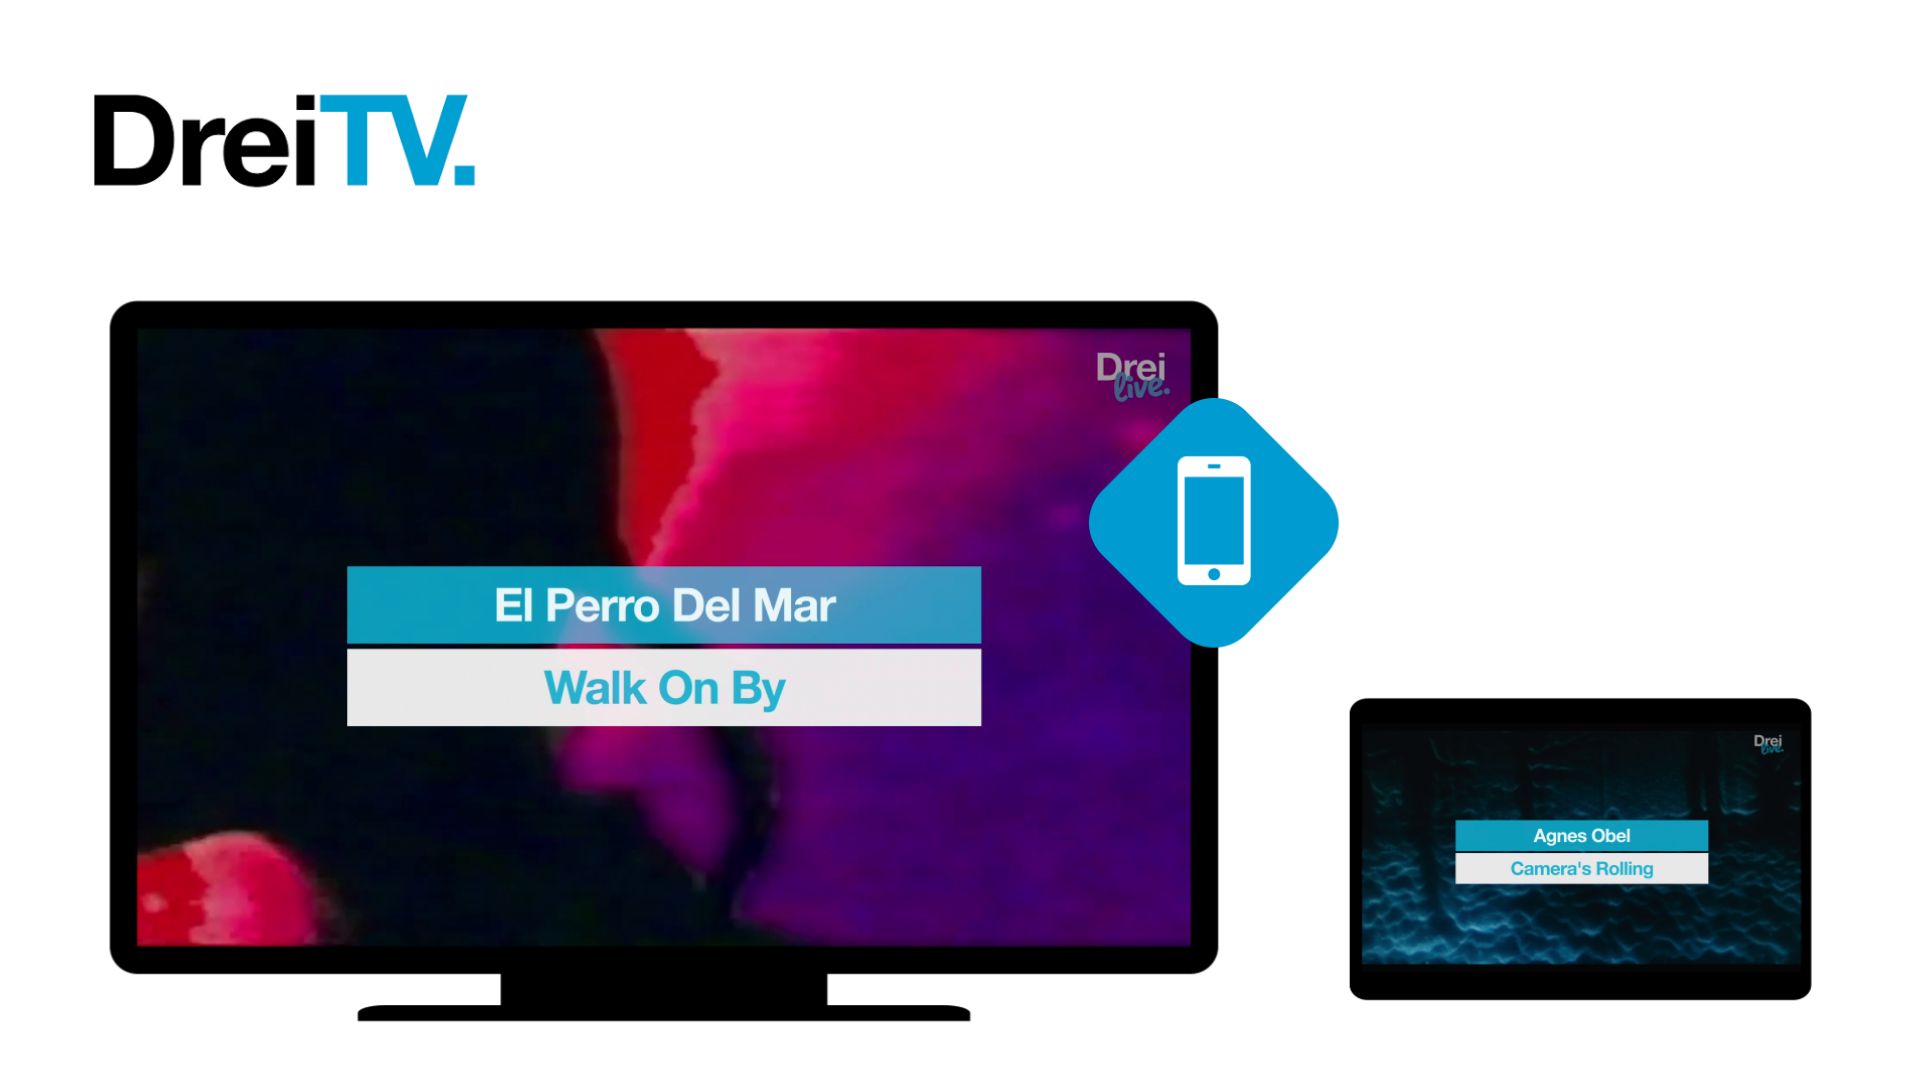 DreiTV.
Drei
live.
El Perro Del Mar
Walk On By
Drei
live.
Agnes Obel
Camera's Rolling